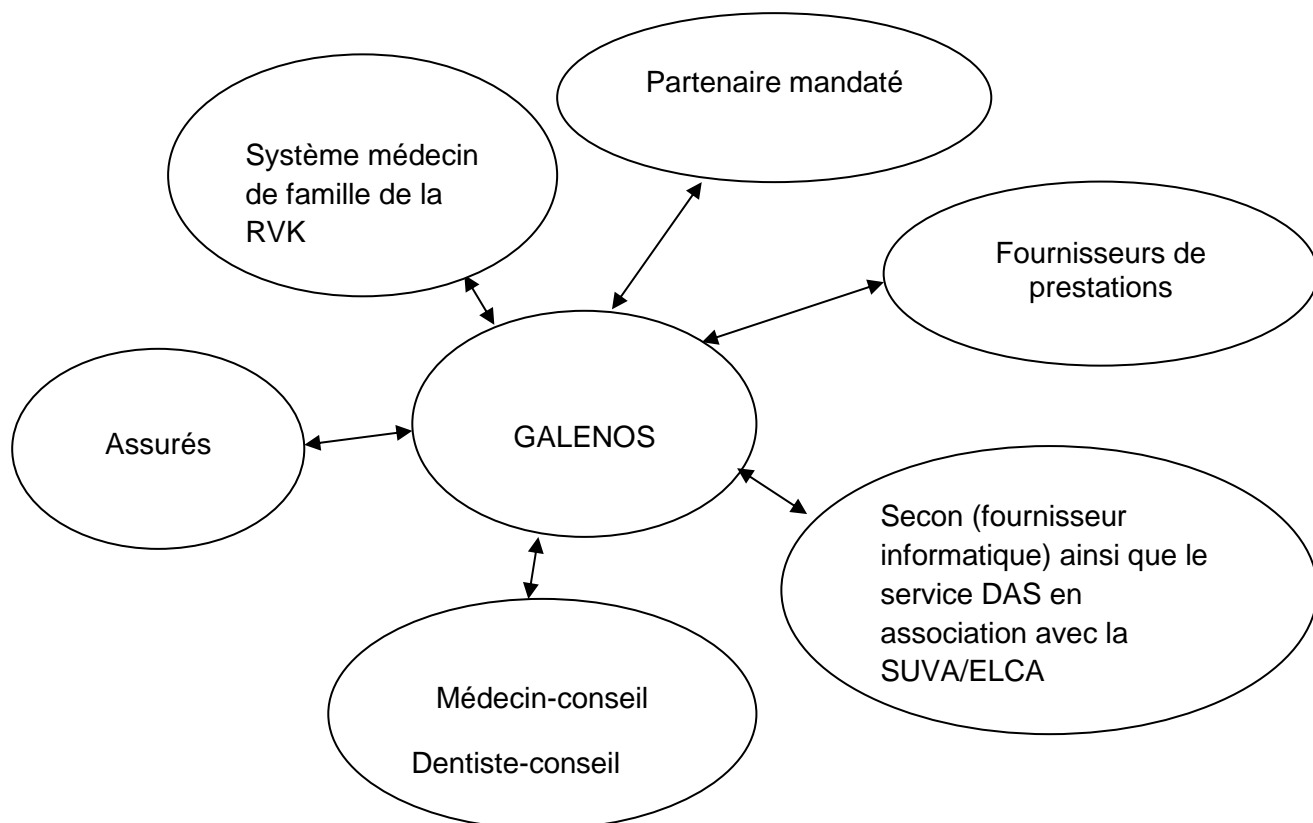 Partenaire mandaté
Système médecin
de famille de la
RVK
Fournisseurs de
prestations
Assurés
GALENOS
Secon (fournisseur
informatique) ainsi que le
service DAS en
association avec la
SUVA/ELCA
Médecin-conseil
Dentiste-conseil